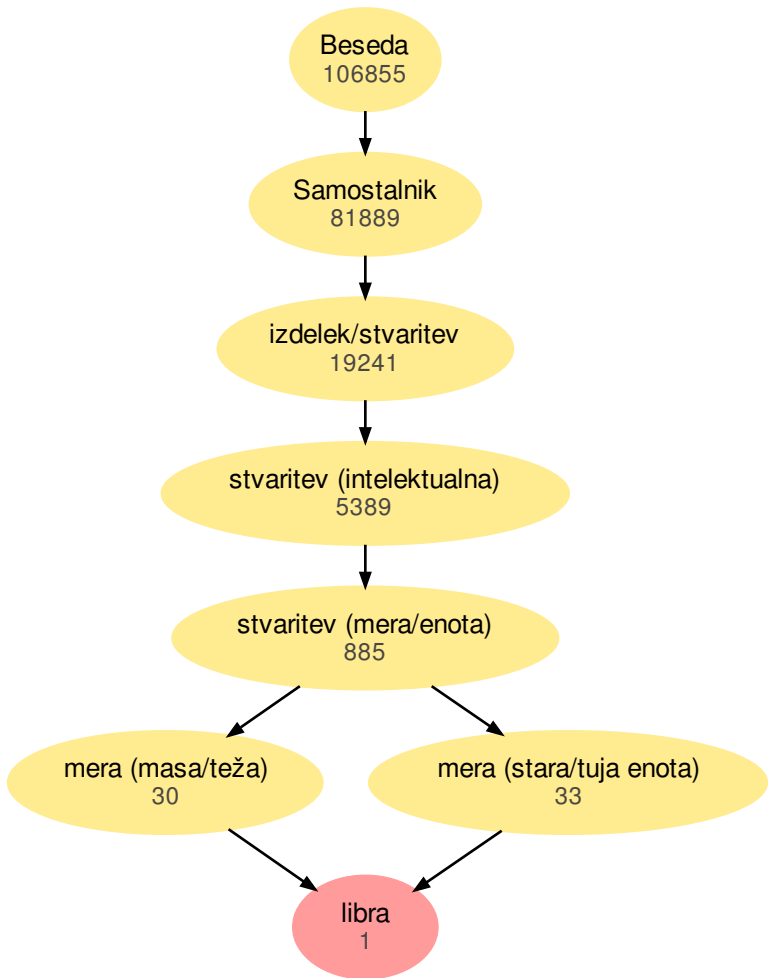 Beseda
106855
Samostalnik
81889
izdelek/stvaritev
19241
stvaritev (intelektualna)
5389
stvaritev (mera/enota)
885
mera (masa/teža)
30
mera (stara/tuja enota)
33
libra
1